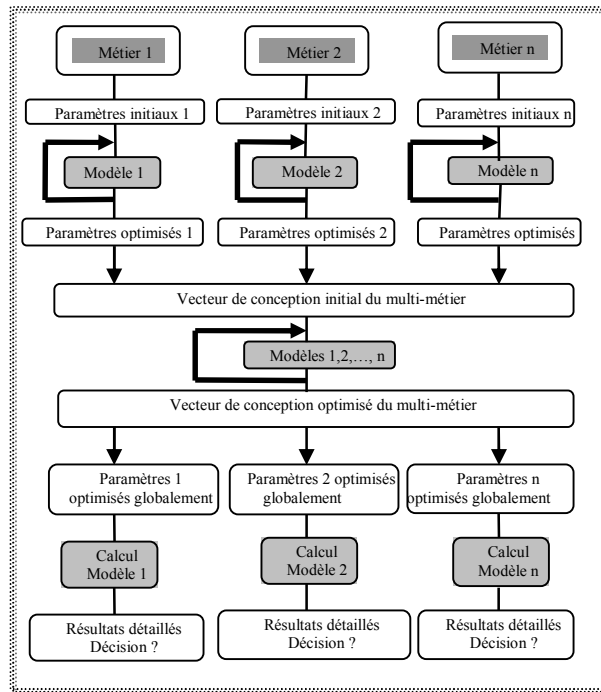 Métier 1
Métier 2
Métier n
Paramètres initiaux 1
Paramètres initiaux 2
Paramètres initiaux n
Modèle 1
Modèle 2
Modèle n
Paramètres optimisés 1
Paramètres optimisés 2
Paramètres optimisés
Vecteur de conception initial du multi-métier
Modèles 1,2,…, n
Vecteur de conception optimisé du multi-métier
Paramètres 1
optimisés globalement
Paramètres 2 optimisés
globalement
Paramètres n
optimisés globalement
Calcul
Modèle 1
Calcul
Modèle 2
Calcul
Modèle n
Résultats détaillés
Décision ?
Résultats détaillés
Décision ?
Résultats détaillés
Décision ?